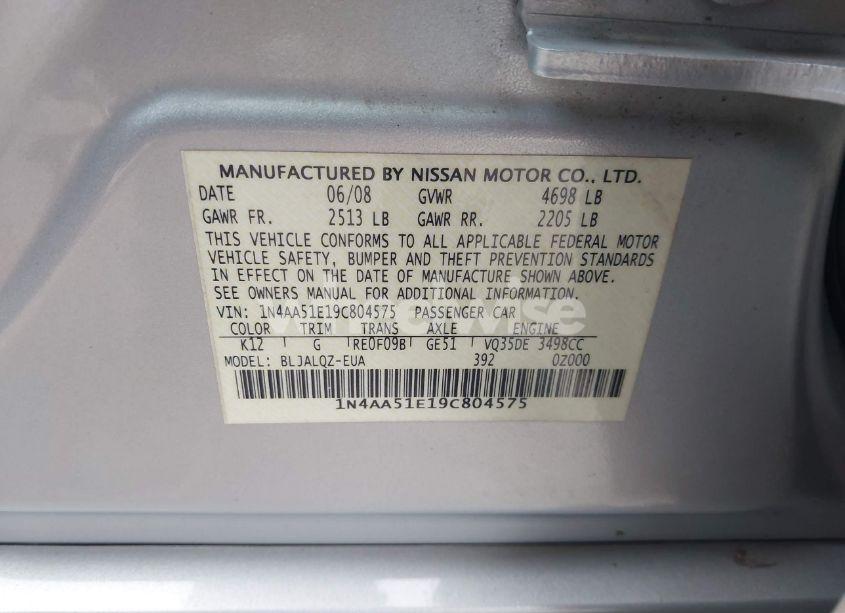 MANUFACTURED BY NISSAN MOTOR CO., LTD.
DATE 06/08 GVWR 4698 LB
GAWR FR. 2513 LB GAWR RR. 2205 LB
THIS VEHICLE CONFORMS TO ALL APPLICABLE FEDERAL MOTOR
VEHICLE SAFETY, BUMPER AND THEFT PREVENTION STANDARDS
IN EFFECT ON THE DATE OF MANUFACTURE SHOWN ABOVE.
SEE OWNERS MANUAL FOR ADDITIONAL INFORMATION.
VIN: 1N4AA51E19C804575 PASSENGER CAR
COLOR TRIM TRANS AXLE ENGINE
K12 G RE0F09B GE51 VQ35DE 3498CC
MODEL: BLJALQZ-EUA 392 0Z000
1N4AA51E19C804575